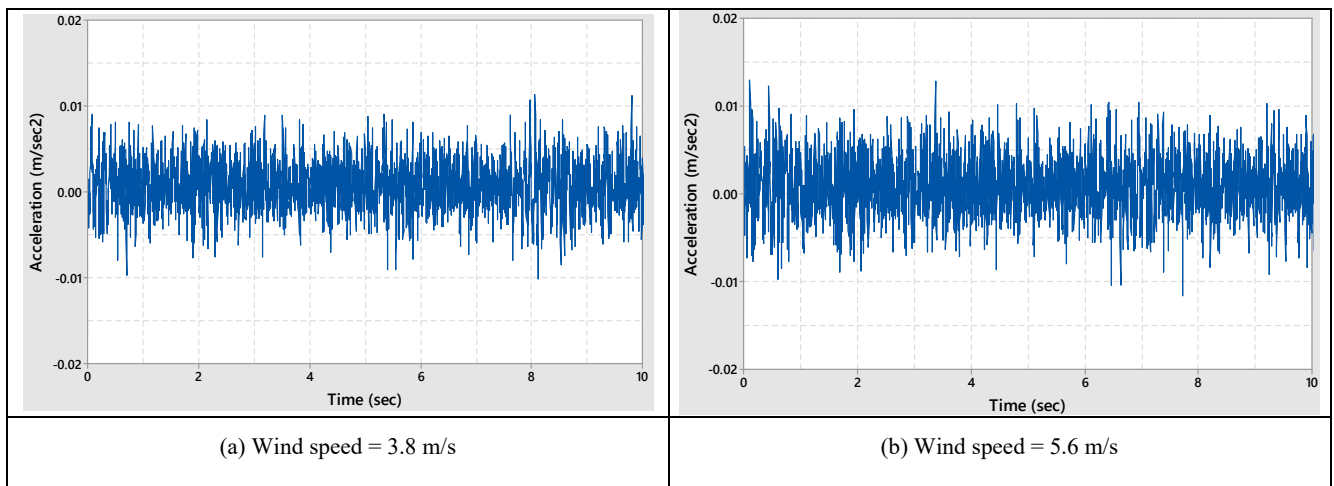 0.02
0.01
0.00
-0.01
-0.02
Acceleration (m/sec2)
0 2 4 6 8 10
Time (sec)
(a) Wind speed = 3.8 m/s
0.02
0.01
0.00
-0.01
-0.02
Acceleration (m/sec2)
0 2 4 6 8 10
Time (sec)
(b) Wind speed = 5.6 m/s